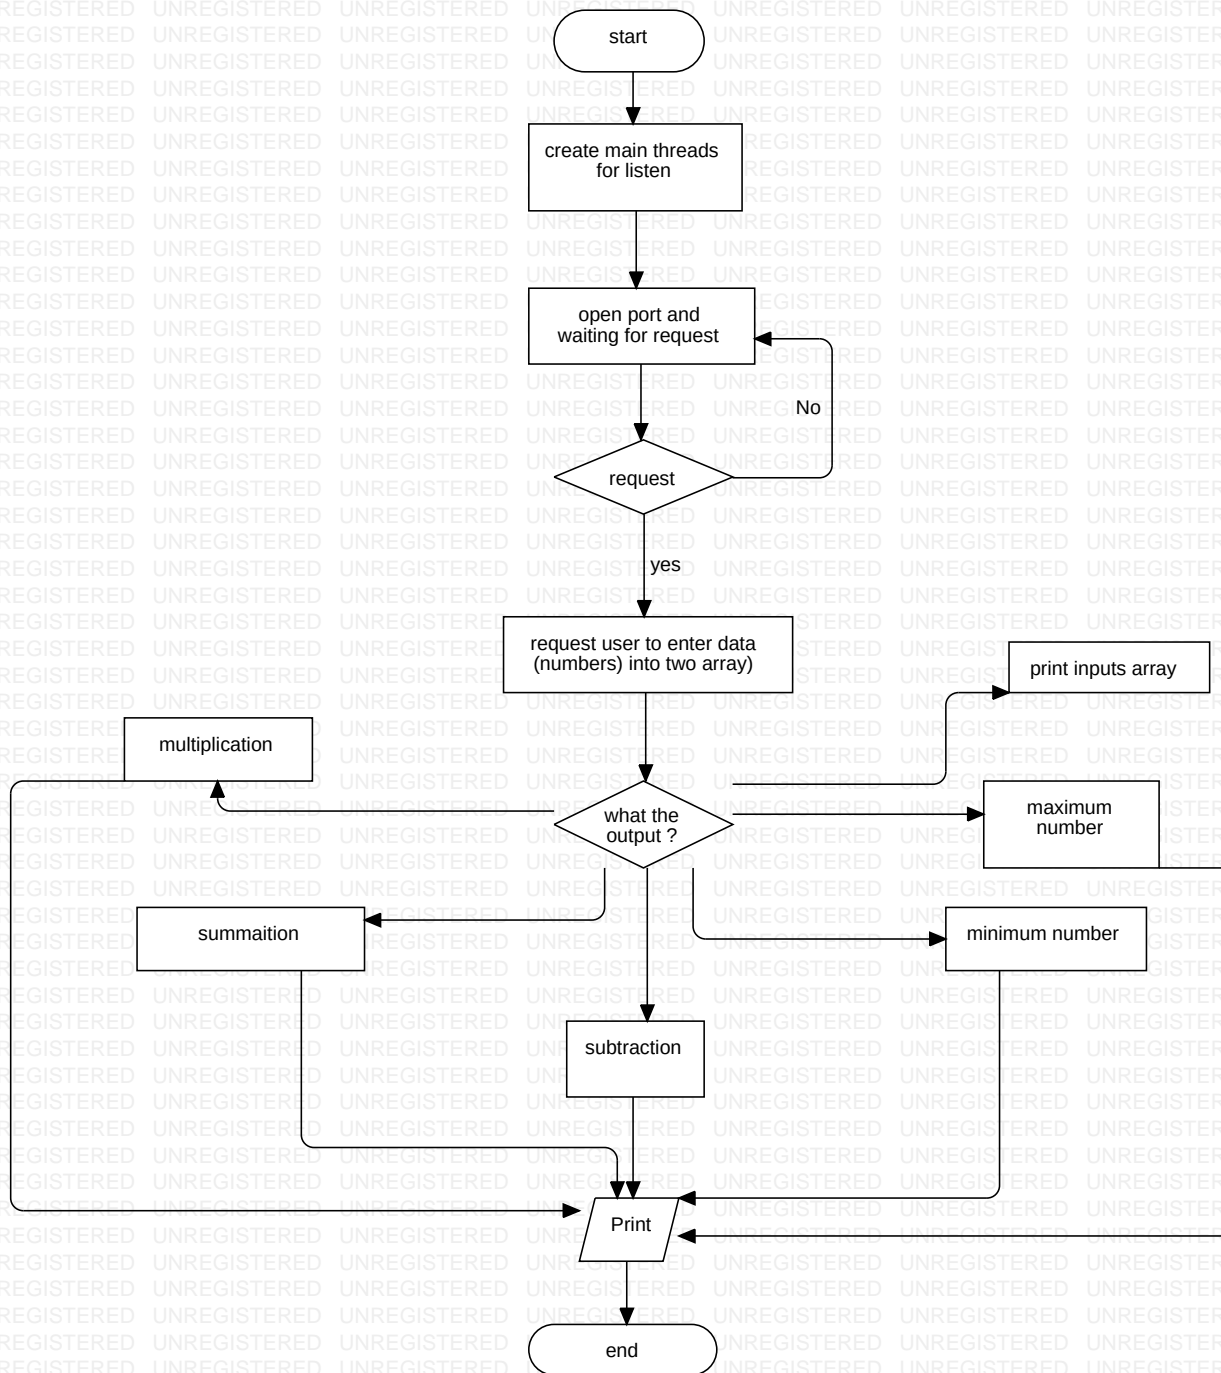 start
create main threads
for listen
open port and
waiting for request
No
request
yes
request user to enter data
(numbers) into two array)
print inputs array
multiplication
what the
output ?
maximum
number
summaition
minimum number
subtraction
Print
end
UNREGISTERED